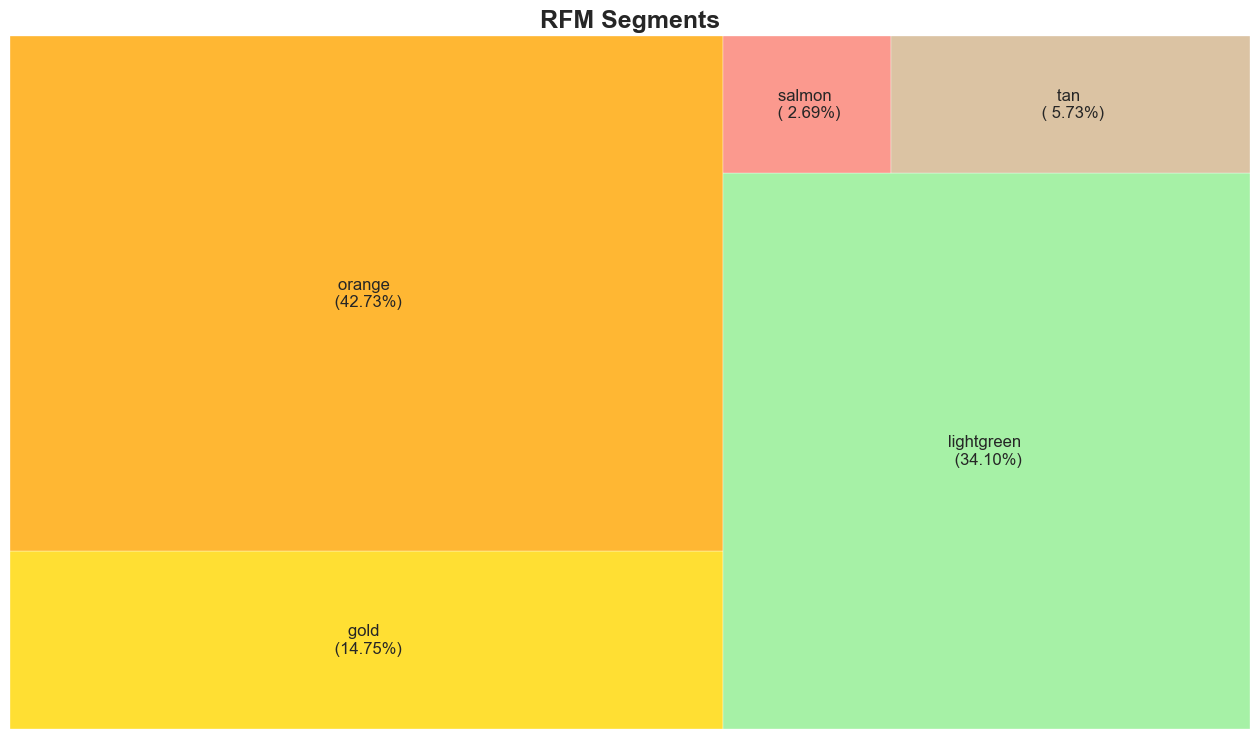 RFM Segments
orange
(42.73%)
gold
(14.75%)
salmon
( 2.69%)
tan
( 5.73%)
lightgreen
(34.10%)